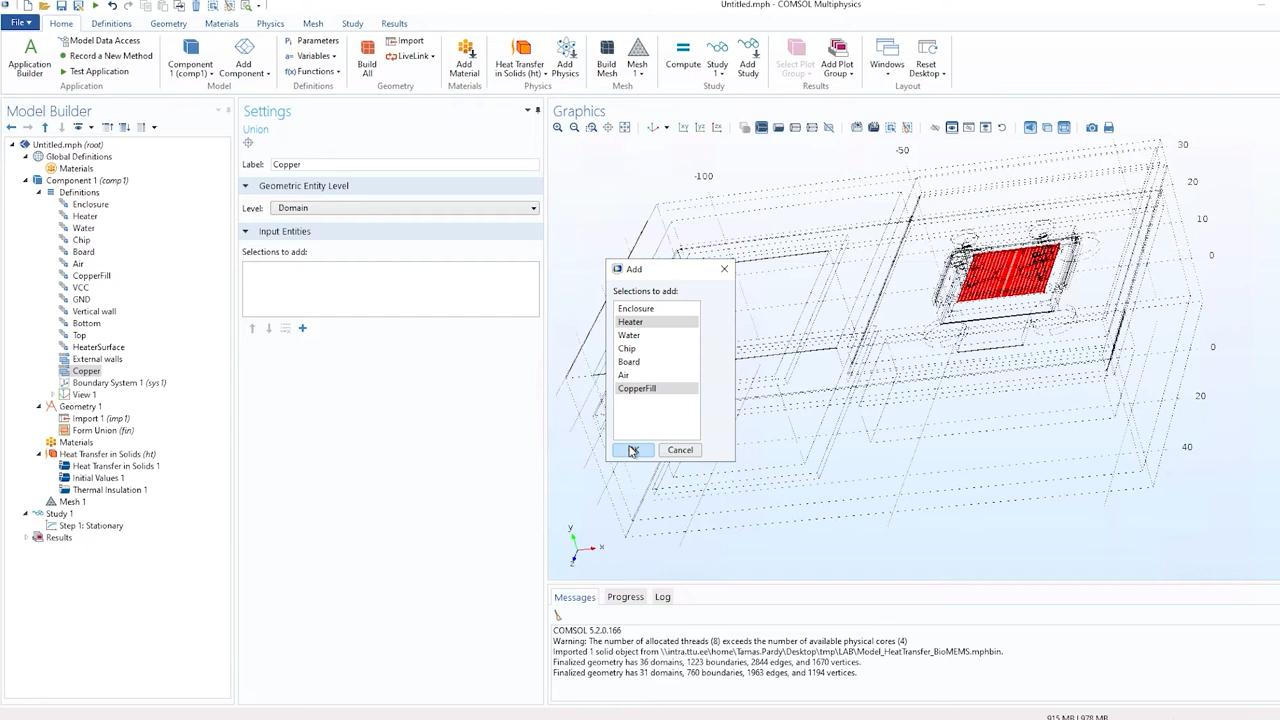 Untitled.mph - COMSOL Multiphysics
File
Home
Definitions
Geometry
Materials
Physics
Mesh
Study
Results
Application Builder
Model Data Access
Record a New Method
Test Application
Application
Component 1 (comp1)
Add Component
Model
Parameters
Variables
Functions
Definitions
Build All
Import
LiveLink
Geometry
Add Material
Materials
Heat Transfer in Solids (ht)
Add Physics
Physics
Build Mesh
Mesh 1
Mesh
Compute
Study 1
Add Study
Study
Select Plot Group
Add Plot Group
Results
Windows
Reset Desktop
Layout
Model Builder
Untitled.mph (root)
Global Definitions
Materials
Component 1 (comp1)
Definitions
Enclosure
Heater
Water
Chip
Board
Air
CopperFill
VCC
GND
Vertical wall
Bottom
Top
HeaterSurface
External walls
Copper
Boundary System 1 (sys1)
View 1
Geometry 1
Import 1 (imp1)
Form Union (fin)
Materials
Heat Transfer in Solids (ht)
Heat Transfer in Solids 1
Initial Values 1
Thermal Insulation 1
Mesh 1
Study 1
Step 1: Stationary
Results
Settings
Union
Label: Copper
Geometric Entity Level
Level: Domain
Input Entities
Selections to add:
Graphics
-50
-100
30
20
10
0
0
20
40
y
x
z
Add
Selections to add:
Enclosure
Heater
Water
Chip
Board
Air
CopperFill
Cancel
Messages
Progress
Log
COMSOL 5.2.0.166
Warning: The number of allocated threads (8) exceeds the number of available physical cores (4)
Imported 1 solid object from \\intra.ttu.ee\home\Tamas.Pardy\Desktop\tmp\LAB\Model_HeatTransfer_BioMEMS.mphbin.
Finalized geometry has 36 domains, 1223 boundaries, 2844 edges, and 1670 vertices.
Finalized geometry has 31 domains, 760 boundaries, 1963 edges, and 1194 vertices.
915 MB | 978 MB